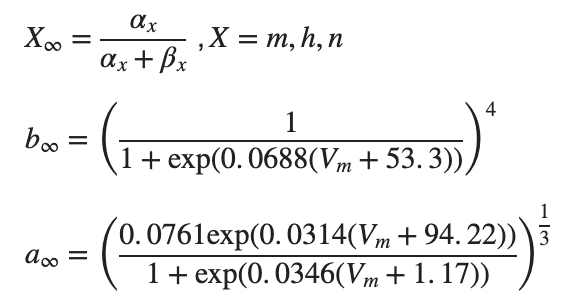 X∞ = αx / (αx + βx) , X = m, h, n
b∞ = (1 / (1 + exp(0.0688(Vm + 53.3))))^4
a∞ = (0.0761exp(0.0314(Vm + 94.22)) / (1 + exp(0.0346(Vm + 1.17))))^(1/3)